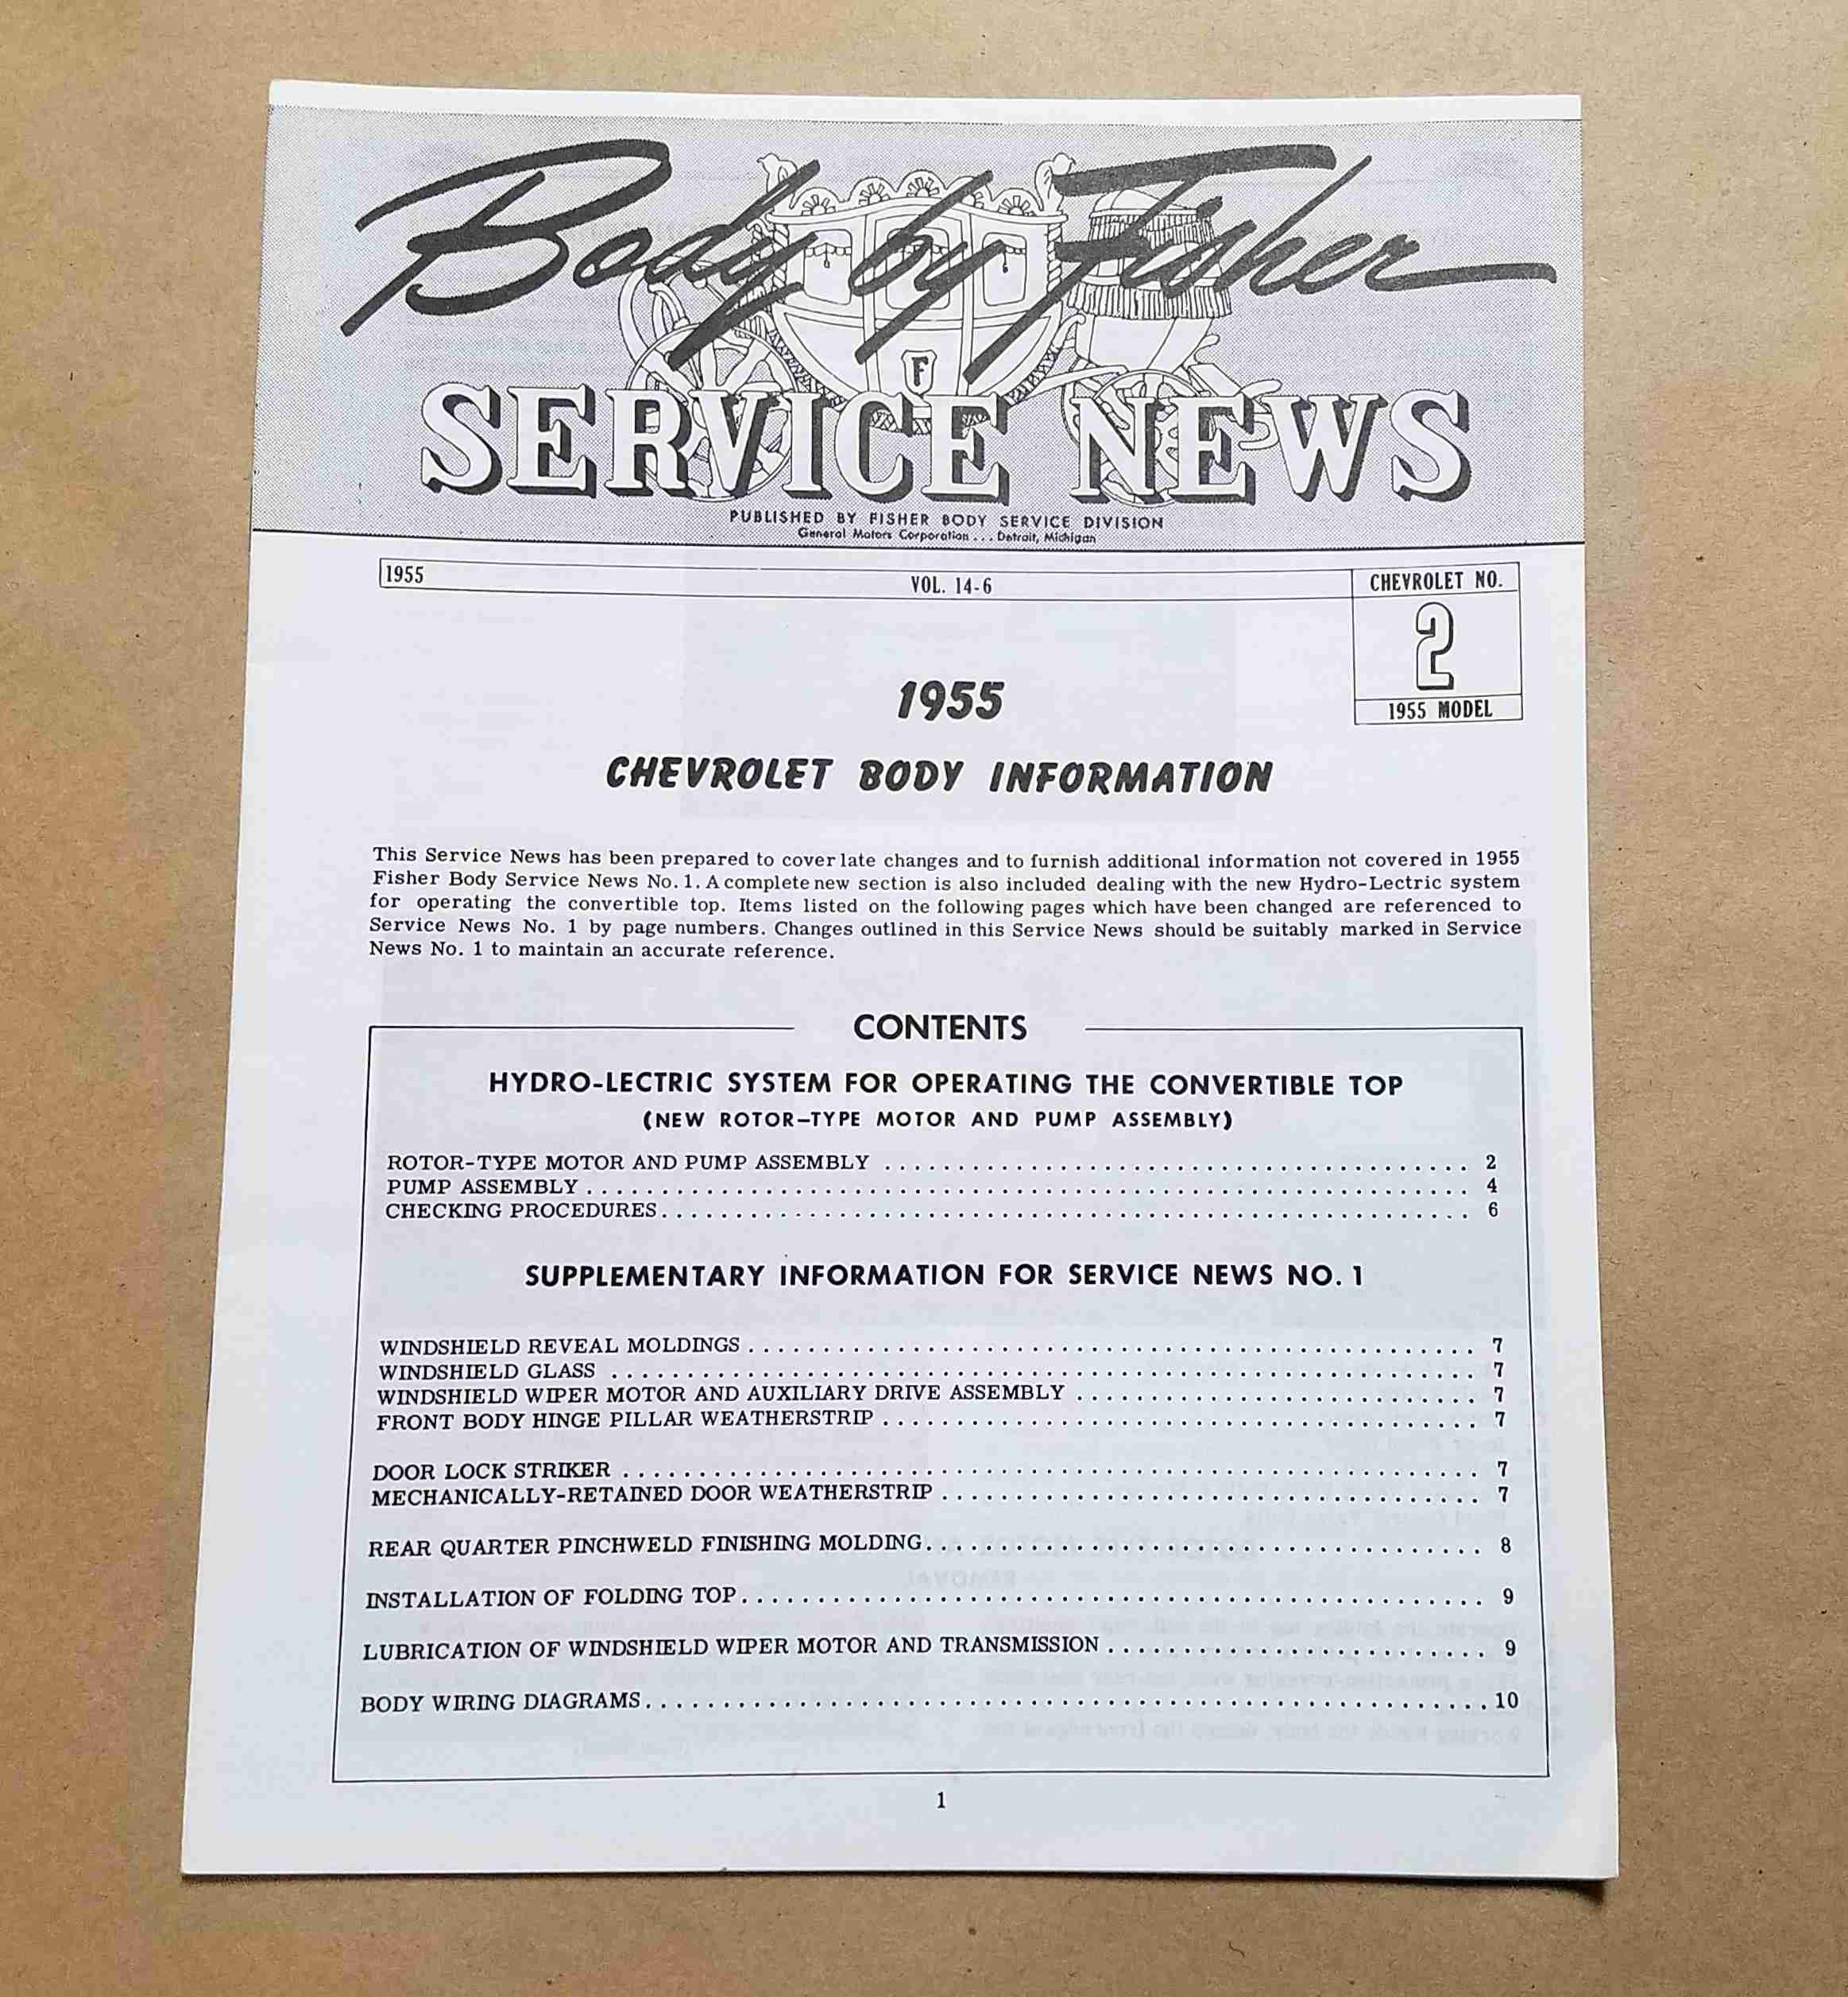 Body by Fisher
F
SERVICE NEWS
PUBLISHED BY FISHER BODY SERVICE DIVISION
General Motors Corporation ... Detroit, Michigan
1955
VOL. 14-6
CHEVROLET NO.
2
1955 MODEL
1955
CHEVROLET BODY INFORMATION
This Service News has been prepared to cover late changes and to furnish additional information not covered in 1955
Fisher Body Service News No. 1. A complete new section is also included dealing with the new Hydro-Lectric system
for operating the convertible top. Items listed on the following pages which have been changed are referenced to
Service News No. 1 by page numbers. Changes outlined in this Service News should be suitably marked in Service
News No. 1 to maintain an accurate reference.
CONTENTS
HYDRO-LECTRIC SYSTEM FOR OPERATING THE CONVERTIBLE TOP
(NEW ROTOR-TYPE MOTOR AND PUMP ASSEMBLY)
ROTOR-TYPE MOTOR AND PUMP ASSEMBLY ........................................ 2
PUMP ASSEMBLY ........................................ 4
CHECKING PROCEDURES ........................................ 6
SUPPLEMENTARY INFORMATION FOR SERVICE NEWS NO. 1
WINDSHIELD REVEAL MOLDINGS ........................................ 7
WINDSHIELD GLASS ........................................ 7
WINDSHIELD WIPER MOTOR AND AUXILIARY DRIVE ASSEMBLY ........................................ 7
FRONT BODY HINGE PILLAR WEATHERSTRIP ........................................ 7
DOOR LOCK STRIKER ........................................ 7
MECHANICALLY-RETAINED DOOR WEATHERSTRIP ........................................ 7
REAR QUARTER PINCHWELD FINISHING MOLDING ........................................ 8
INSTALLATION OF FOLDING TOP ........................................ 9
LUBRICATION OF WINDSHIELD WIPER MOTOR AND TRANSMISSION ........................................ 9
BODY WIRING DIAGRAMS ........................................ 10
1